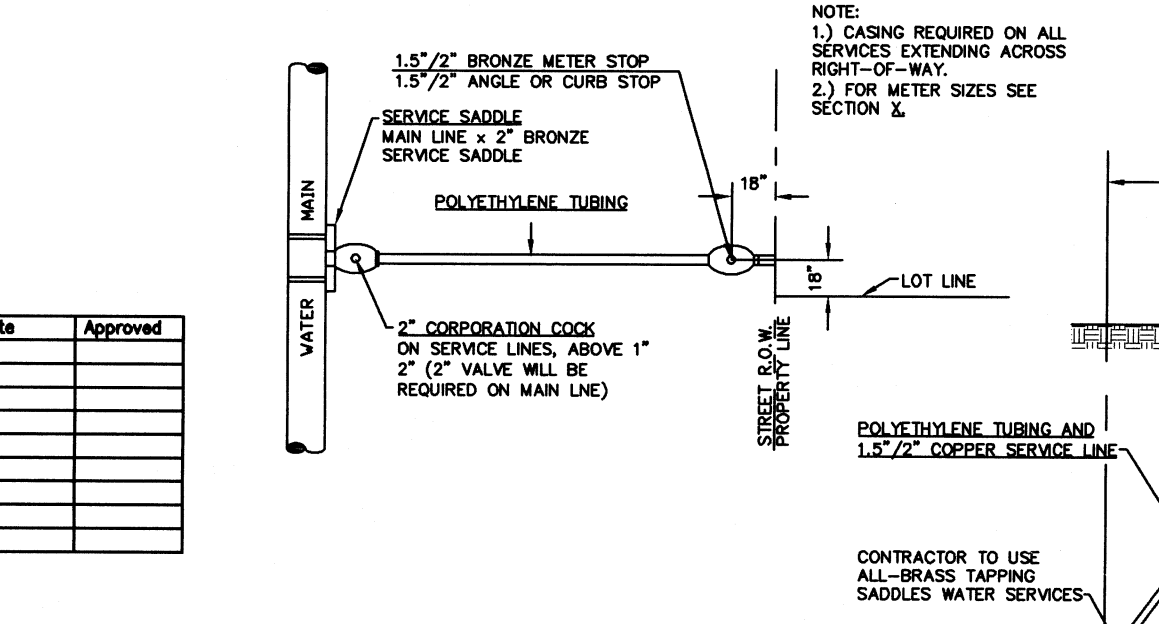 NOTE:
1.) CASING REQUIRED ON ALL
SERVICES EXTENDING ACROSS
RIGHT-OF-WAY.
2.) FOR METER SIZES SEE
SECTION X.
1.5"/2" BRONZE METER STOP
1.5"/2" ANGLE OR CURB STOP
SERVICE SADDLE
MAIN LINE x 2" BRONZE
SERVICE SADDLE
POLYETHYLENE TUBING
18"
18"
LOT LINE
WATER MAIN
2" CORPORATION COCK
ON SERVICE LINES, ABOVE 1"
2" (2" VALVE WILL BE
REQUIRED ON MAIN LNE)
STREET R.O.W.
PROPERTY LINE
te Approved
POLYETHYLENE TUBING AND
1.5"/2" COPPER SERVICE LINE
CONTRACTOR TO USE
ALL-BRASS TAPPING
SADDLES WATER SERVICES